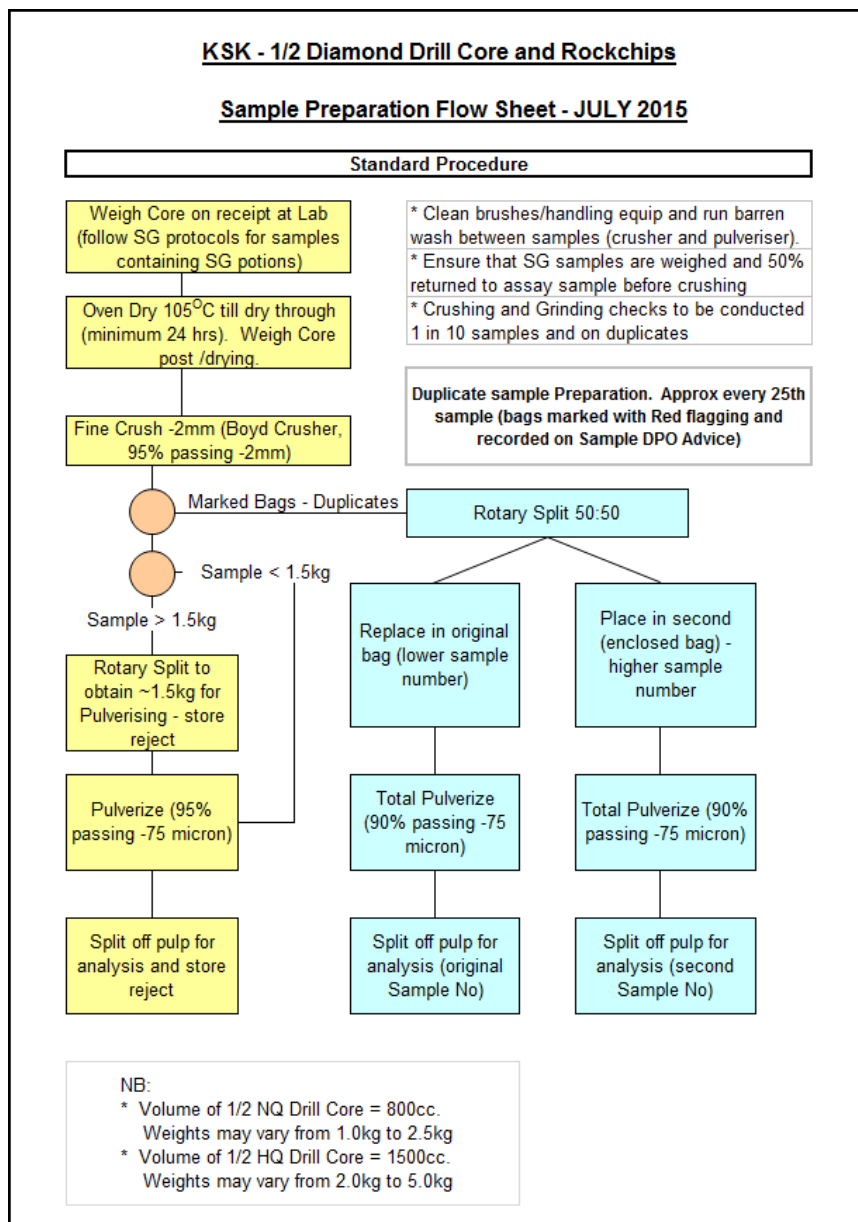 KSK - 1/2 Diamond Drill Core and Rockchips
Sample Preparation Flow Sheet - JULY 2015
Standard Procedure
Weigh Core on receipt at Lab
(follow SG protocols for samples
containing SG potions)
Oven Dry 105OC till dry through
(minimum 24 hrs). Weigh Core
post /drying.
Fine Crush -2mm (Boyd Crusher,
95% passing -2mm)
* Clean brushes/handling equip and run barren
wash between samples (crusher and pulveriser).
* Ensure that SG samples are weighed and 50%
returned to assay sample before crushing
* Crushing and Grinding checks to be conducted
1 in 10 samples and on duplicates
Duplicate sample Preparation. Approx every 25th
sample (bags marked with Red flagging and
recorded on Sample DPO Advice)
Marked Bags - Duplicates
Rotary Split 50:50
Sample < 1.5kg
Sample > 1.5kg
Rotary Split to
obtain ~1.5kg for
Pulverising - store
reject
Replace in original
bag (lower sample
number)
Place in second
(enclosed bag) -
higher sample
number
Pulverize (95%
passing -75 micron)
Total Pulverize
(90% passing -75
micron)
Total Pulverize (90%
passing -75 micron)
Split off pulp for
analysis and store
reject
Split off pulp for
analysis (original
Sample No)
Split off pulp for
analysis (second
Sample No)
NB:
* Volume of 1/2 NQ Drill Core = 800cc.
Weights may vary from 1.0kg to 2.5kg
* Volume of 1/2 HQ Drill Core = 1500cc.
Weights may vary from 2.0kg to 5.0kg